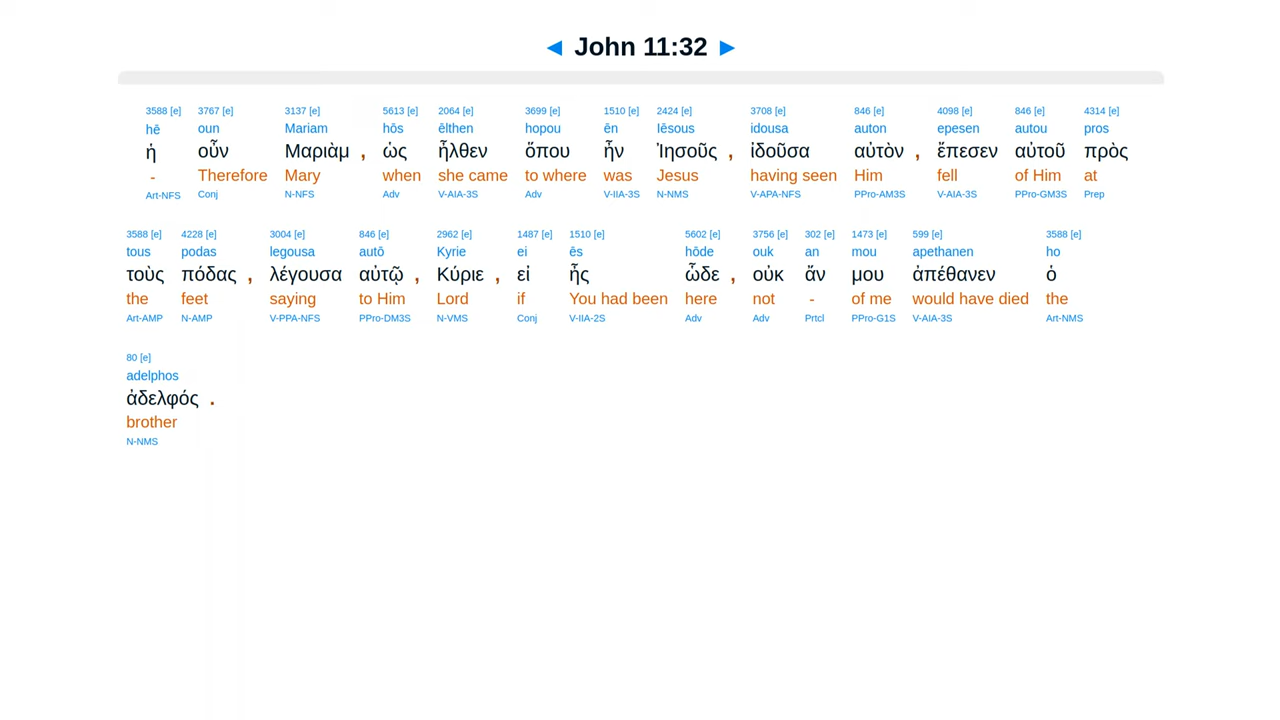 ◄ John 11:32 ►
3588 [e] 3767 [e] 3137 [e] 5613 [e] 2064 [e] 3699 [e] 1510 [e] 2424 [e] 3708 [e] 846 [e] 4098 [e] 846 [e] 4314 [e]
hē oun Mariam hōs ēlthen hopou ēn Iēsous idousa auton epesen autou pros
ἡ οὖν Μαριὰμ , ὡς ἦλθεν ὅπου ἦν Ἰησοῦς , ἰδοῦσα αὐτὸν , ἔπεσεν αὐτοῦ πρὸς
- Therefore Mary when she came to where was Jesus having seen Him fell of Him at
Art-NFS Conj N-NFS Adv V-AIA-3S Adv V-IIA-3S N-NMS V-APA-NFS PPro-AM3S V-AIA-3S PPro-GM3S Prep
3588 [e] 4228 [e] 3004 [e] 846 [e] 2962 [e] 1487 [e] 1510 [e] 5602 [e] 3756 [e] 302 [e] 1473 [e] 599 [e] 3588 [e]
tous podas legousa autō Kyrie ei ēs hōde ouk an mou apethanen ho
τοὺς πόδας , λέγουσα αὐτῷ , Κύριε , εἰ ἦς ὧδε , οὐκ ἄν μου ἀπέθανεν ὁ
the feet saying to Him Lord if You had been here not - of me would have died the
Art-AMP N-AMP V-PPA-NFS PPro-DM3S N-VMS Conj V-IIA-2S Adv Adv Prtcl PPro-G1S V-AIA-3S Art-NMS
80 [e]
adelphos
ἀδελφός .
brother
N-NMS